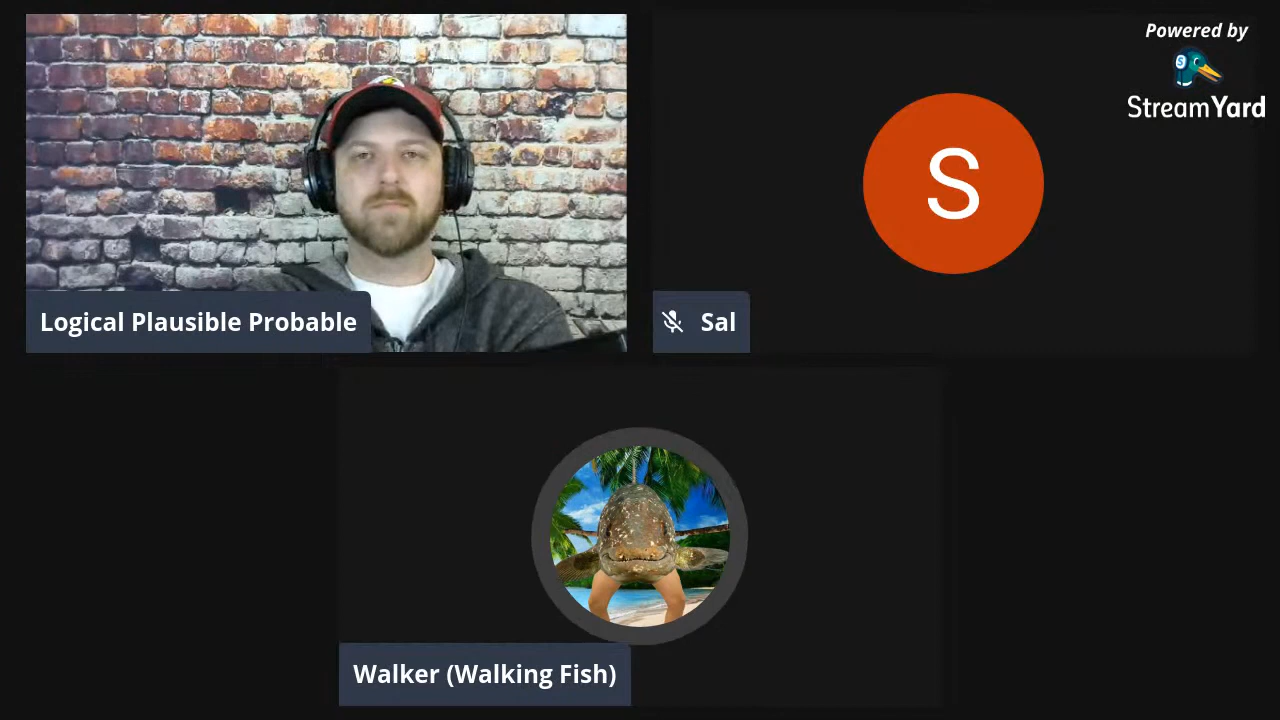 Powered by
StreamYard
S
Logical Plausible Probable
Sal
Walker (Walking Fish)